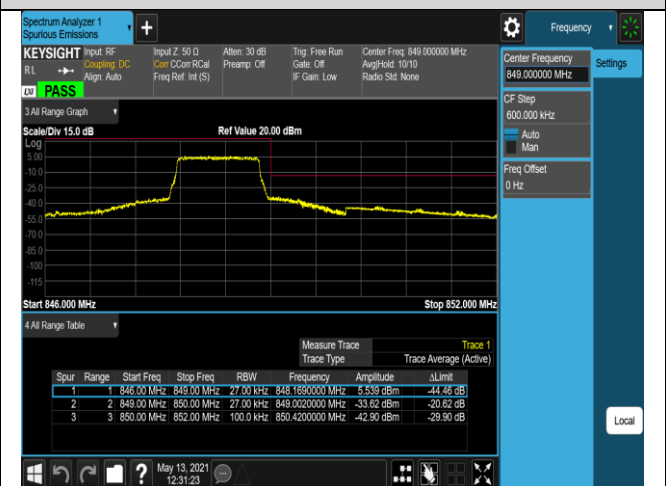 Spectrum Analyzer 1
Spurious Emissions
Frequency
KEYSIGHT Input: RF Input Z: 50 Ω Atten: 30 dB Trig: Free Run Center Freq: 849.000000 MHz
RL Coupling: DC Corr CCorr RCal Preamp: Off Gate: Off Avg|Hold: 10/10
Align: Auto Freq Ref: Int (S) IF Gain: Low Radio Std: None
LXI PASS
Center Frequency
849.000000 MHz
Settings
CF Step
600.000 kHz
Auto
Man
Freq Offset
0 Hz
3 All Range Graph
Scale/Div 15.0 dB Ref Value 20.00 dBm
Log
5.00
-10.0
-25.0
-40.0
-55.0
-70.0
-85.0
-100
-115
Start 846.000 MHz Stop 852.000 MHz
4 All Range Table
Measure Trace Trace 1
Trace Type Trace Average (Active)
Spur Range Start Freq Stop Freq RBW Frequency Amplitude ΔLimit
1 1 846.00 MHz 849.00 MHz 27.00 kHz 848.1690000 MHz 5.539 dBm -44.46 dB
2 2 849.00 MHz 850.00 MHz 27.00 kHz 849.0020000 MHz -33.62 dBm -20.62 dB
3 3 850.00 MHz 852.00 MHz 100.0 kHz 850.4200000 MHz -42.90 dBm -29.90 dB
Local
?
May 13, 2021
12:31:23